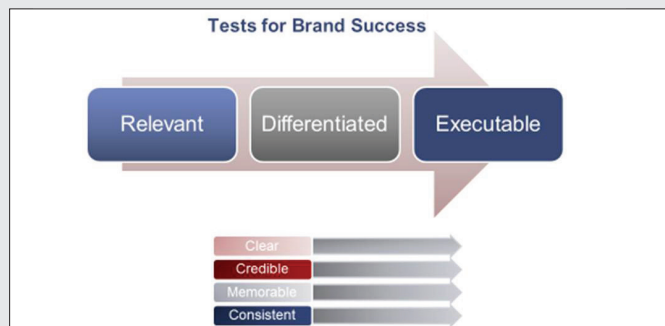 Tests for Brand Success
Relevant Differentiated Executable
Clear
Credible
Memorable
Consistent